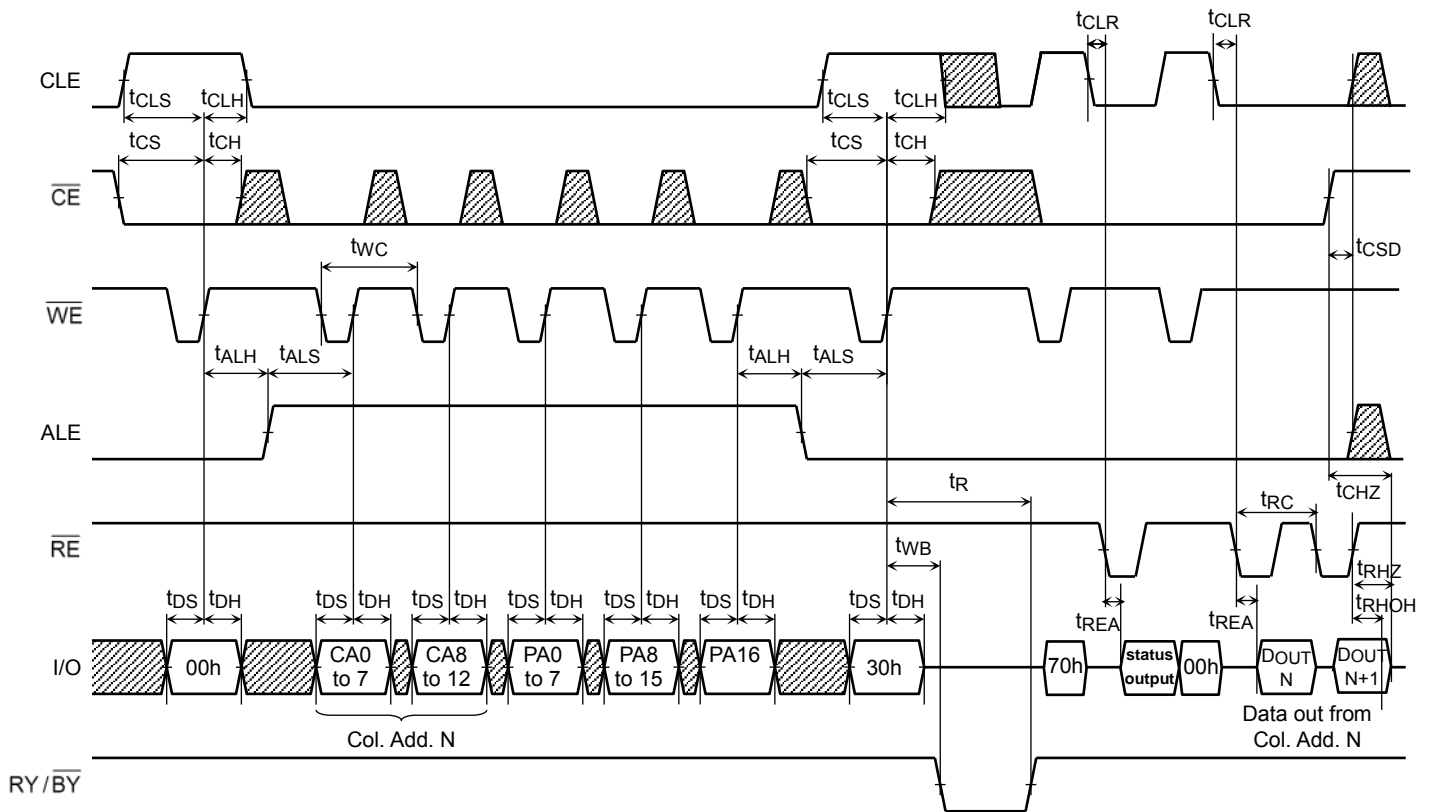 tCLR tCLR
CLE
tCLS tCLH tCLS tCLH
tCS tCH tCS tCH
CE
tWC tCSD
WE
tALH tALS tALH tALS
ALE
tR tCHZ
tRC
RE
tWB
tRHZ
tDS tDH tDS tDH tDS tDH tDS tDH tDS tDH tDS tDH tDS tDH tRHOH
tREA tREA
I/O
00h
CA0
to 7
CA8
to 12
PA0
to 7
PA8
to 15
PA16
30h
70h
status
output
00h
DOUT
N
DOUT
N+1
Col. Add. N
Data out from
Col. Add. N
RY/BY